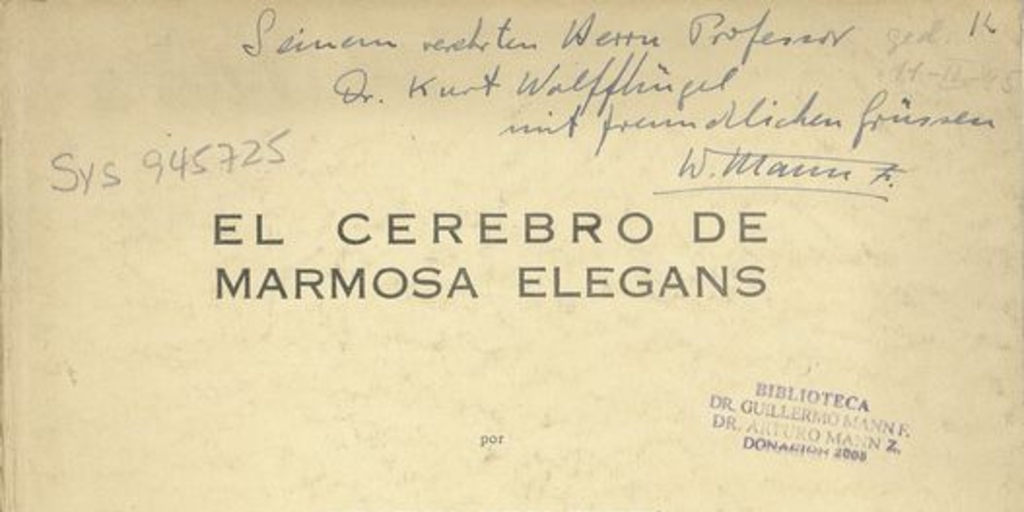 Seinem verehrten Herrn Professor ged. K
Dr. Kurt Wolffhügel
mit freundlichen Grüssen
W. Mann F.
Sys 945725
EL CEREBRO DE
MARMOSA ELEGANS
por
BIBLIOTECA
DR. GUILLERMO MANN F.
DR. ARTURO MANN Z.
DONACION 2008